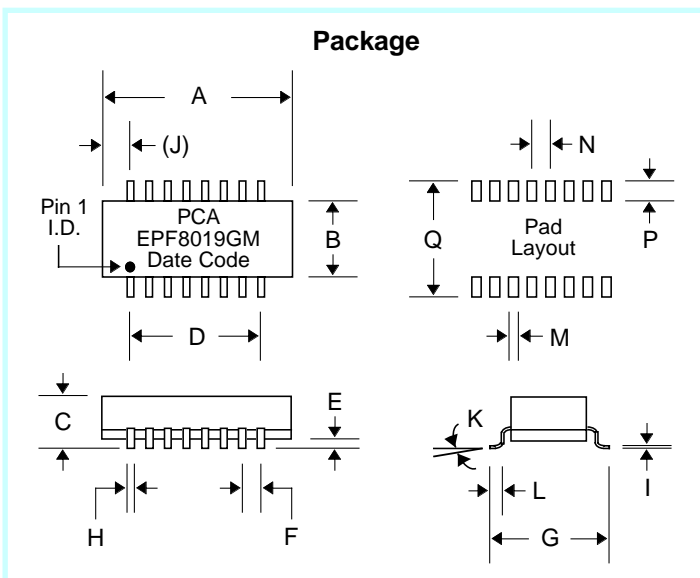 Package
A
(J)
N
Pin 1
I.D.
PCA
EPF8019GM
Date Code
B
Q
Pad
Layout
P
D
M
C
E
K
I
L
H
F
G